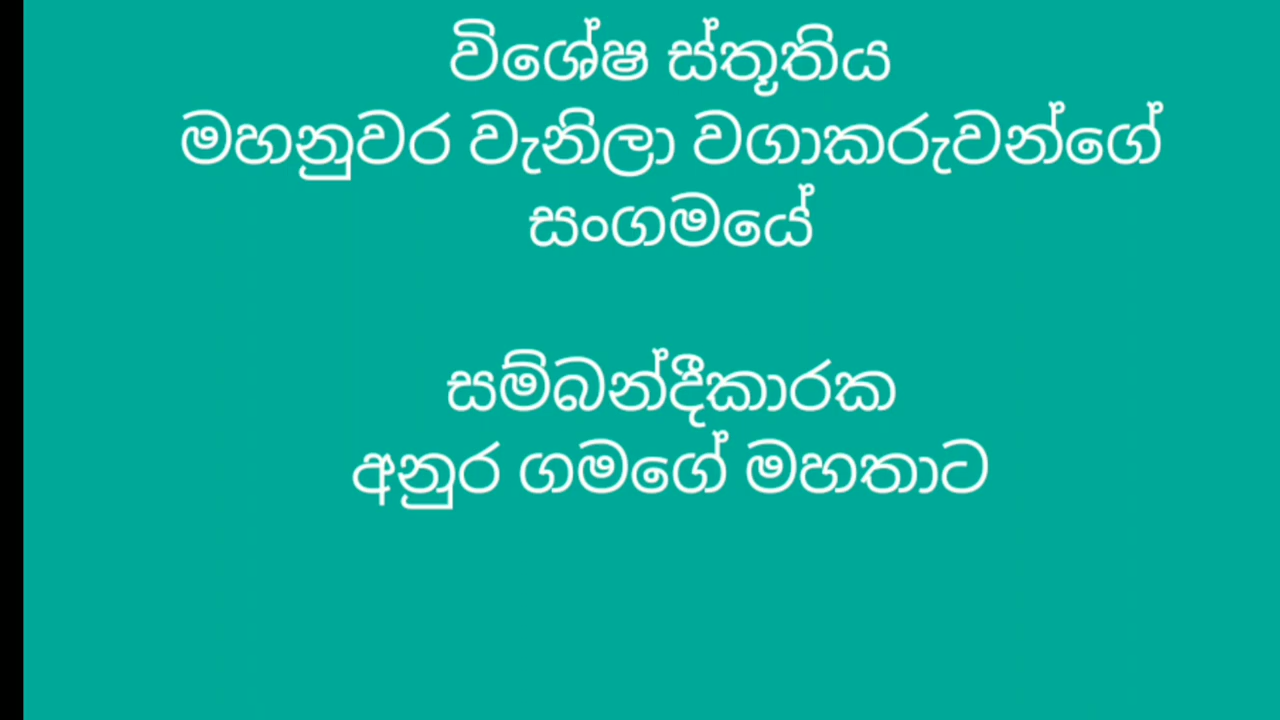 විශේෂ ස්තූතිය
මහනුවර වැනිලා වගාකරුවන්ගේ
සංගමයේ
සම්බන්දීකාරක
අනුර ගමගේ මහතාට